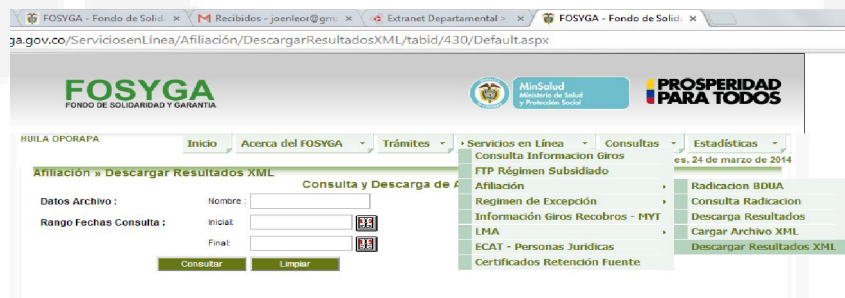 FOSYGA - Fondo de Solid
Recibidos - joenleor@gm
Extranet Departamental >
FOSYGA - Fondo de Solid
ga.gov.co/ServiciosenLínea/Afiliación/DescargarResultadosXML/tabid/430/Default.aspx
FOSYGA
FONDO DE SOLIDARIDAD Y GARANTIA
MinSalud
Ministerio de Salud
y Protección Social
PROSPERIDAD
PARA TODOS
HUILA OPORAPA
Inicio Acerca del FOSYGA Trámites Servicios en Línea Consultas Estadísticas
es, 24 de marzo de 2014
Afiliación » Descargar Resultados XML
Consulta y Descarga de A
Datos Archivo : Nombre :
Rango Fechas Consulta : Inicial:
Final:
Consultar Limpiar
Consulta Informacion Giros
FTP Régimen Subsidiado
Afiliación
Regimen de Excepción
Información Giros Recobros - MYT
LMA
ECAT - Personas Juridicas
Certificados Retención Fuente
Radicacion BDUA
Consulta Radicacion
Descarga Resultados
Cargar Archivo XML
Descargar Resultados XML